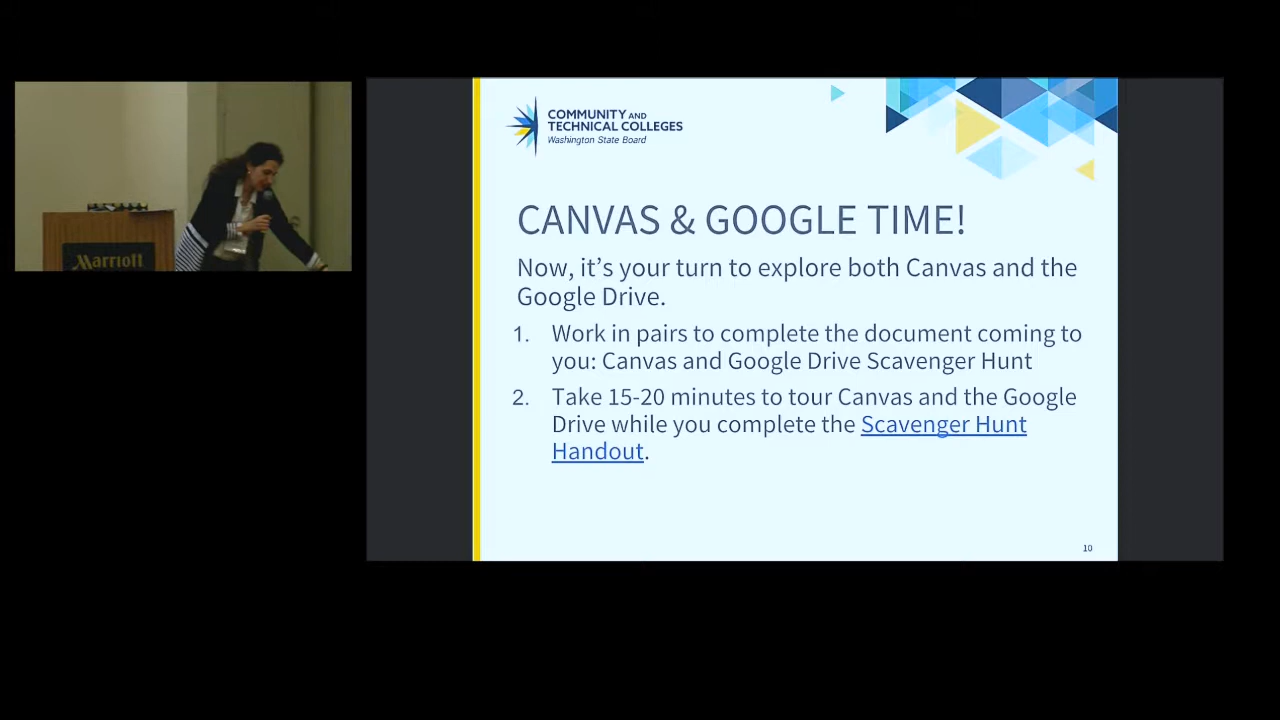 Marriott
COMMUNITY AND
TECHNICAL COLLEGES
Washington State Board
CANVAS & GOOGLE TIME!
Now, it’s your turn to explore both Canvas and the
Google Drive.
1. Work in pairs to complete the document coming to
you: Canvas and Google Drive Scavenger Hunt
2. Take 15-20 minutes to tour Canvas and the Google
Drive while you complete the Scavenger Hunt
Handout.
10